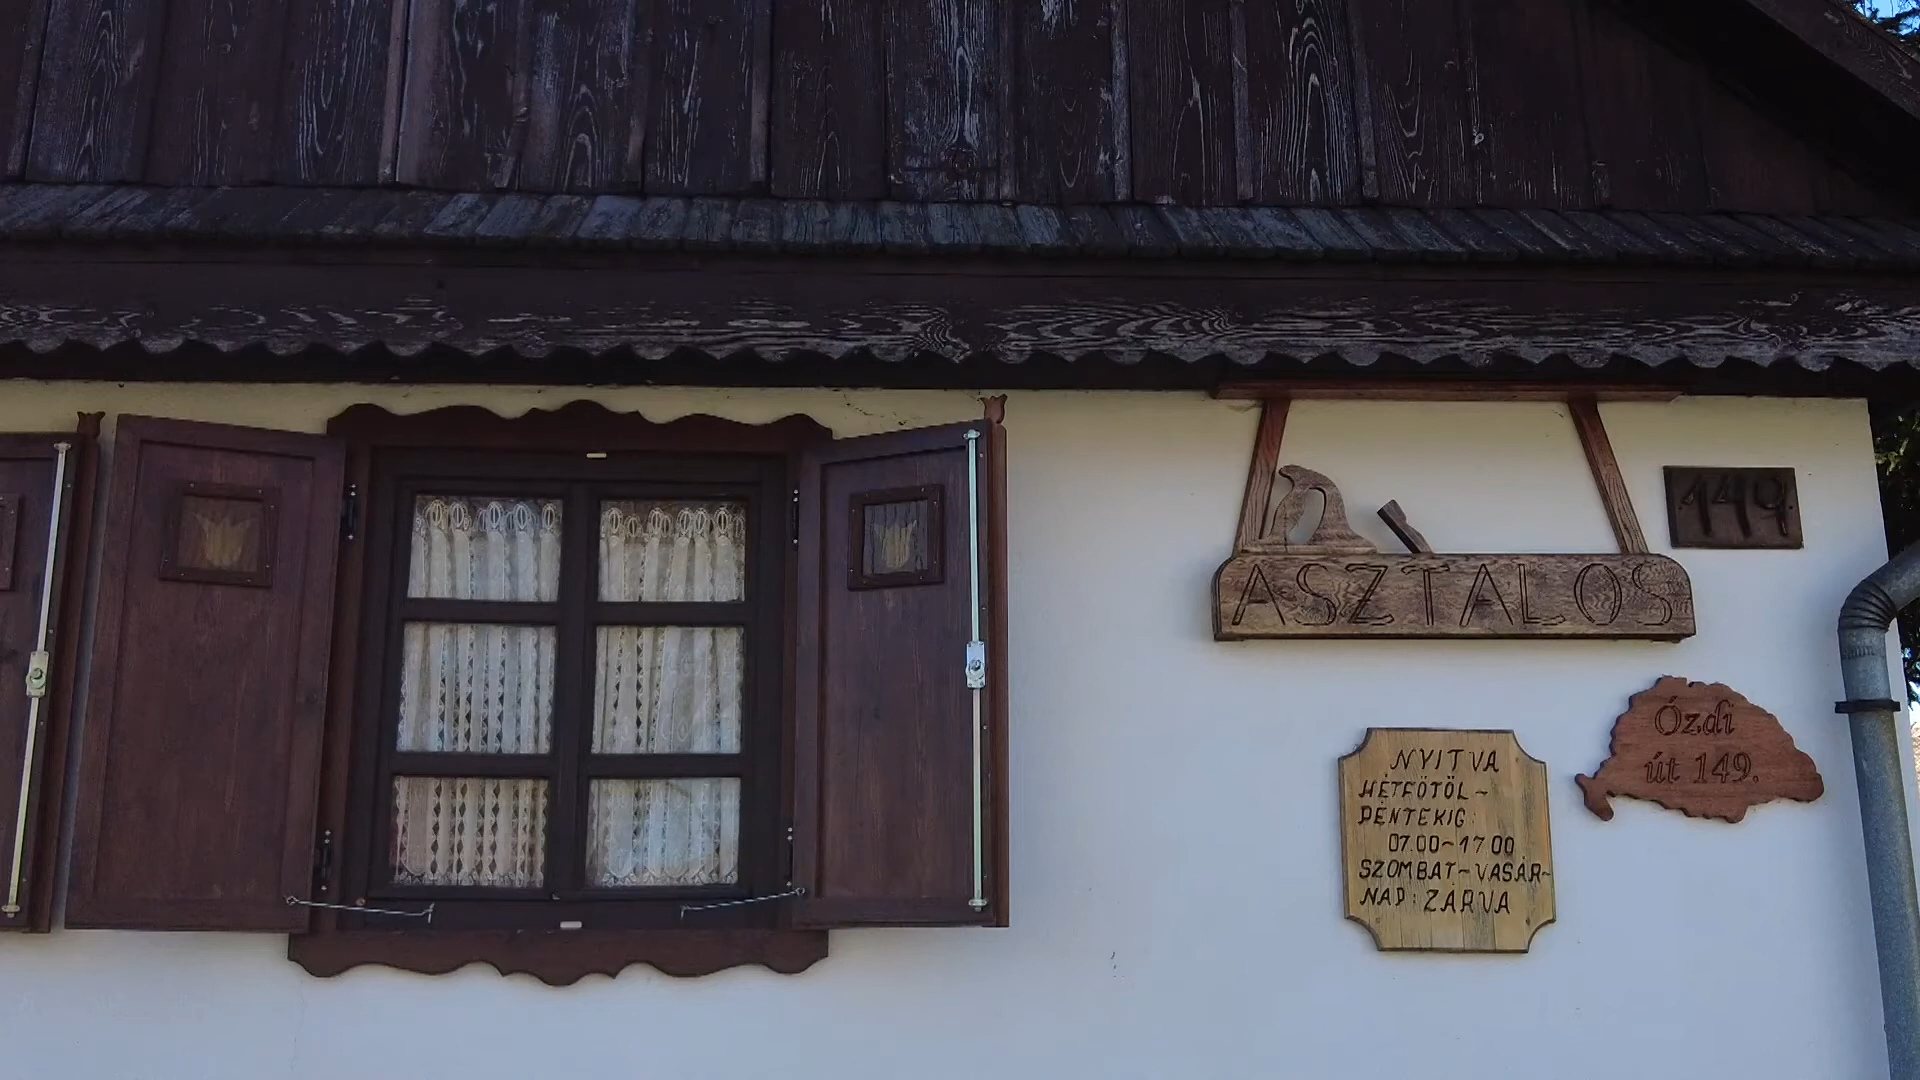 149.
ASZTALOS
Ózdi
út 149.
NYITVA
HÉTFŐTŐL~
PÉNTEKIG:
07.00~17 00
SZOMBAT~VASÁR~
NAP: ZÁRVA